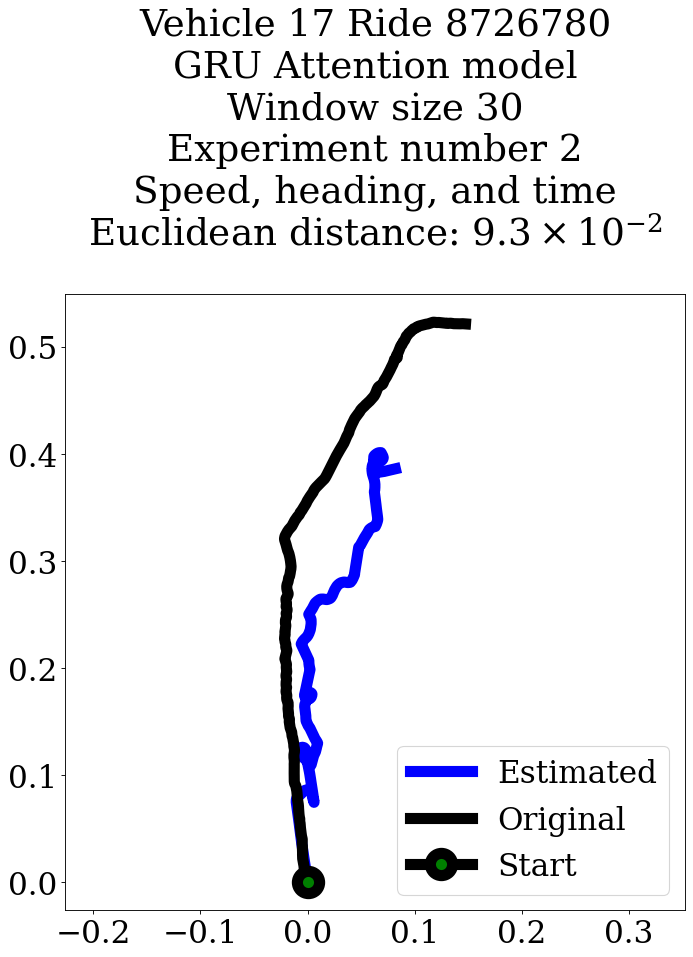 Vehicle 17 Ride 8726780
GRU Attention model
Window size 30
Experiment number 2
Speed, heading, and time
Euclidean distance: 9.3 × 10⁻²
0.5
0.4
0.3
0.2
0.1
0.0
Estimated
Original
Start
−0.2 −0.1 0.0 0.1 0.2 0.3